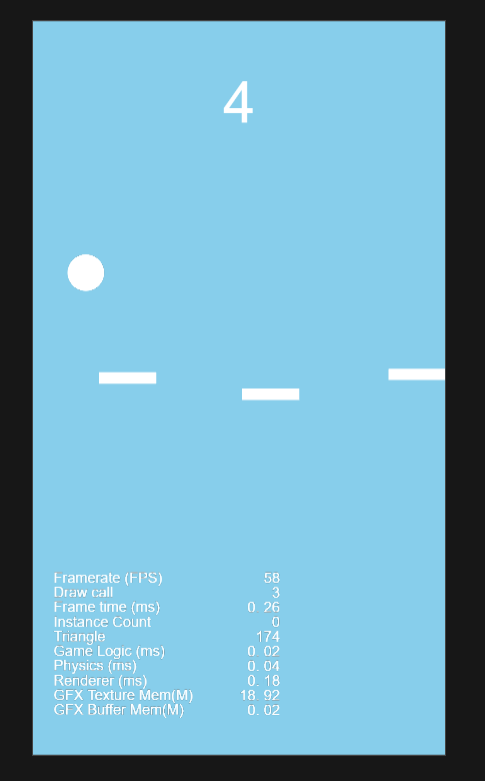 4
Framerate (FPS) 58
Draw call 3
Frame time (ms) 0.26
Instance Count 0
Triangle 174
Game Logic (ms) 0.02
Physics (ms) 0.04
Renderer (ms) 0.18
GFX Texture Mem(M) 18.92
GFX Buffer Mem(M) 0.02